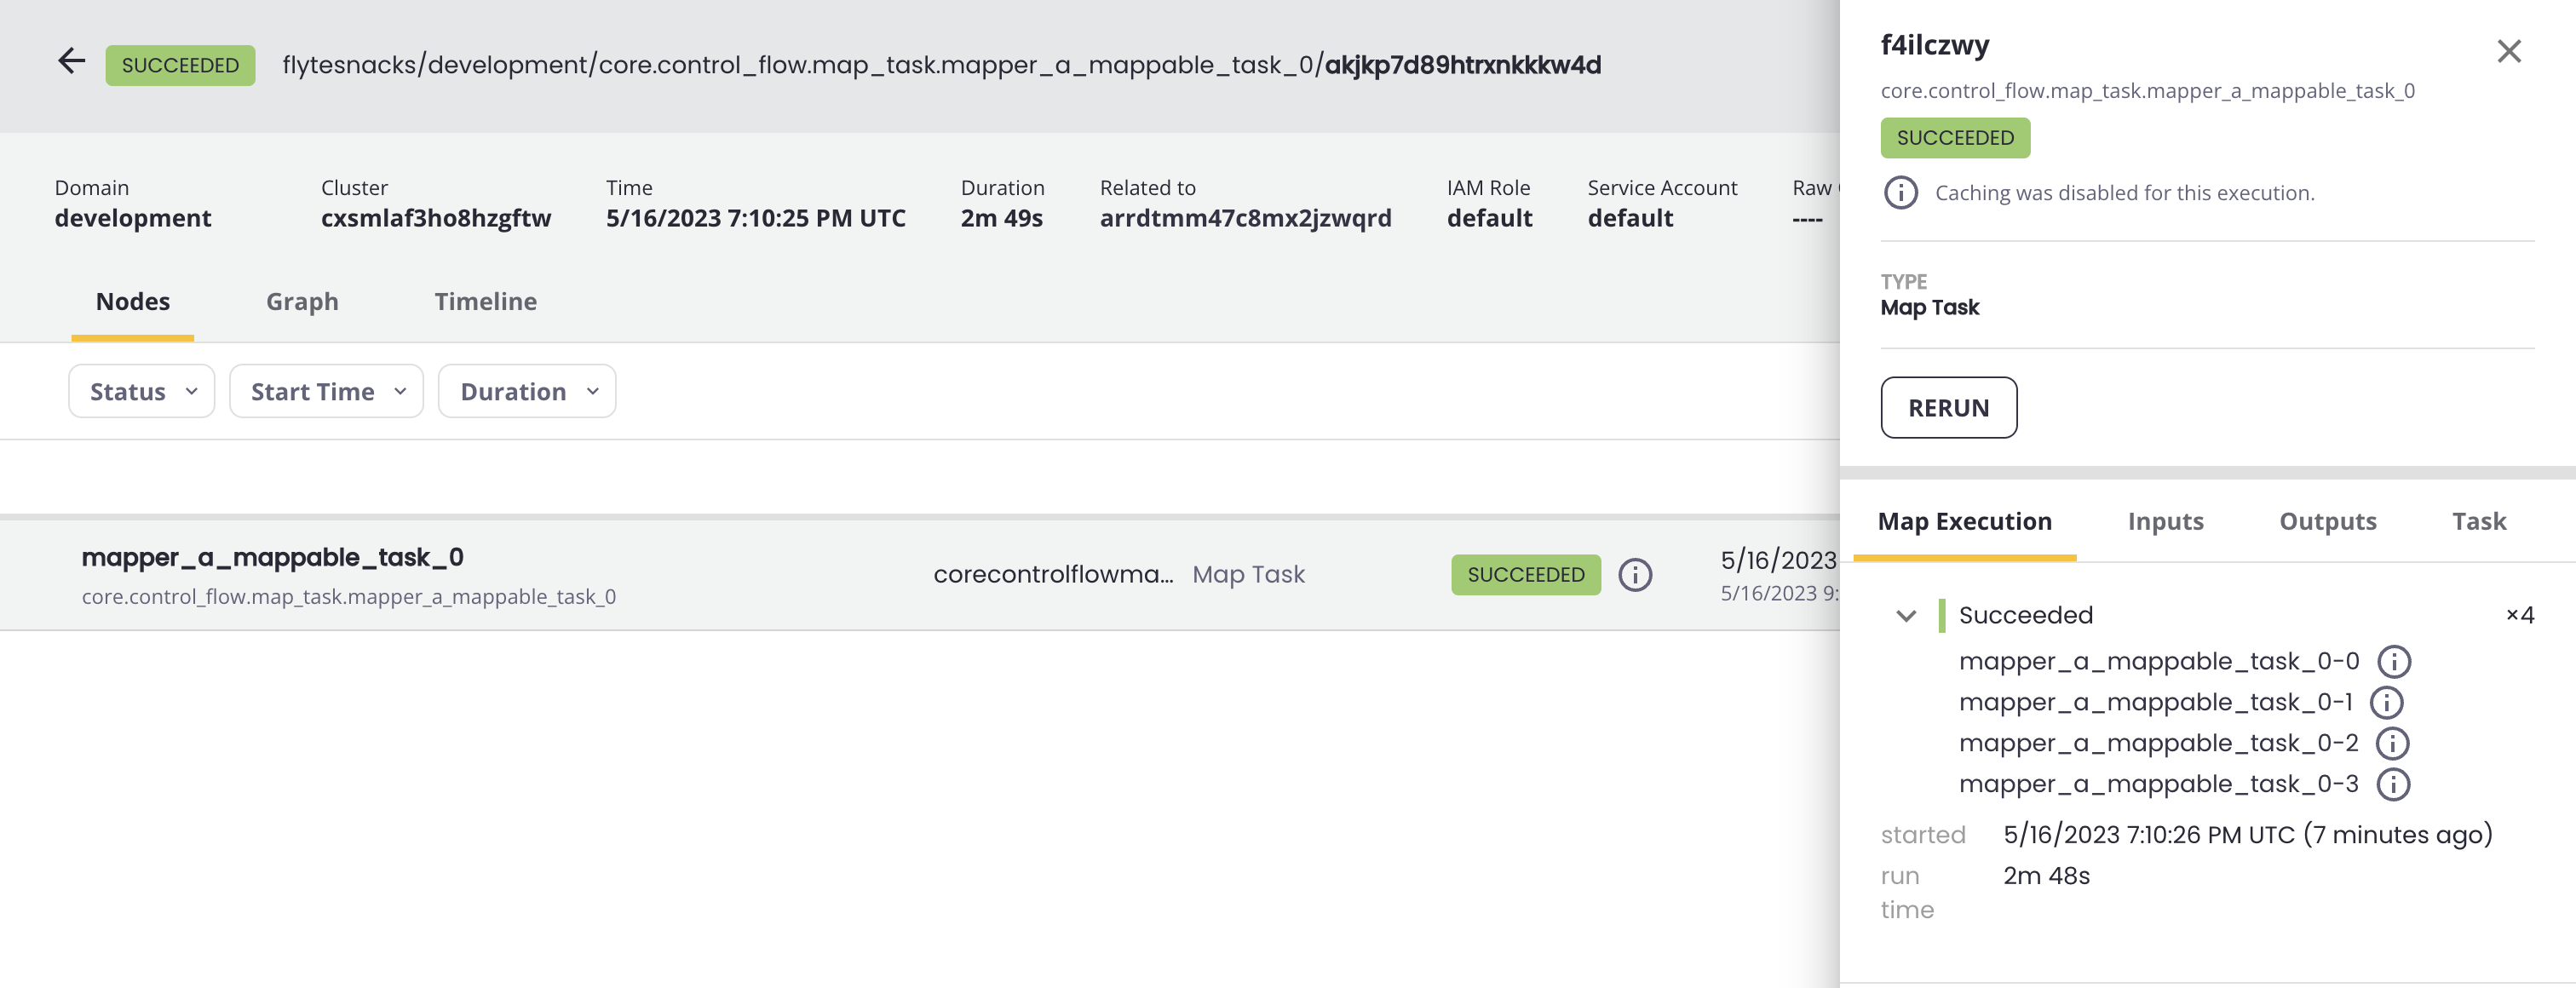 SUCCEEDED flytesnacks/development/core.control_flow.map_task.mapper_a_mappable_task_0/akjkp7d89htrxnkkkw4d
Domain Cluster Time Duration Related to IAM Role Service Account Raw
development cxsmlaf3ho8hzgftw 5/16/2023 7:10:25 PM UTC 2m 49s arrdtmm47c8mx2jzwqrd default default ----
Nodes Graph Timeline
Status Start Time Duration
mapper_a_mappable_task_0
core.control_flow.map_task.mapper_a_mappable_task_0
corecontrolflowma... Map Task SUCCEEDED 5/16/2023
5/16/2023 9:
f4ilczwy
core.control_flow.map_task.mapper_a_mappable_task_0
SUCCEEDED
Caching was disabled for this execution.
TYPE
Map Task
RERUN
Map Execution Inputs Outputs Task
Succeeded ×4
mapper_a_mappable_task_0-0
mapper_a_mappable_task_0-1
mapper_a_mappable_task_0-2
mapper_a_mappable_task_0-3
started 5/16/2023 7:10:26 PM UTC (7 minutes ago)
run time 2m 48s